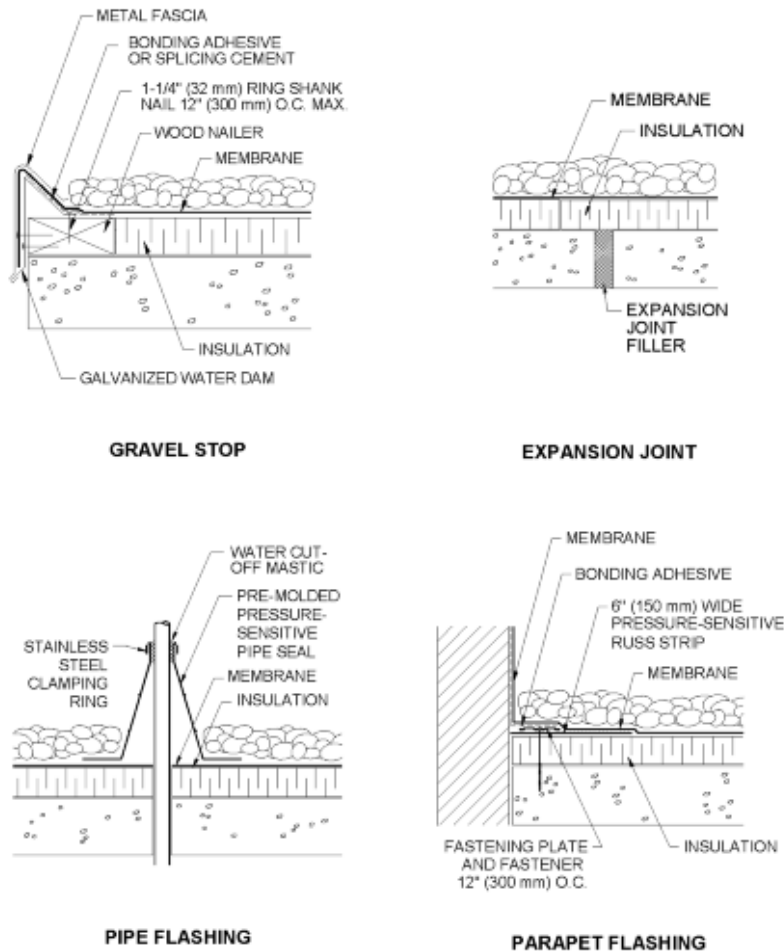 METAL FASCIA
BONDING ADHESIVE
OR SPLICING CEMENT
1-1/4" (32 mm) RING SHANK
NAIL 12" (300 mm) O.C. MAX.
WOOD NAILER
MEMBRANE
INSULATION
GALVANIZED WATER DAM
GRAVEL STOP
MEMBRANE
INSULATION
EXPANSION
JOINT
FILLER
EXPANSION JOINT
WATER CUT-
OFF MASTIC
PRE-MOLDED
PRESSURE-
SENSITIVE
PIPE SEAL
STAINLESS
STEEL
CLAMPING
RING
MEMBRANE
INSULATION
PIPE FLASHING
MEMBRANE
BONDING ADHESIVE
6" (150 mm) WIDE
PRESSURE-SENSITIVE
RUSS STRIP
MEMBRANE
FASTENING PLATE
AND FASTENER
12" (300 mm) O.C.
INSULATION
PARAPET FLASHING